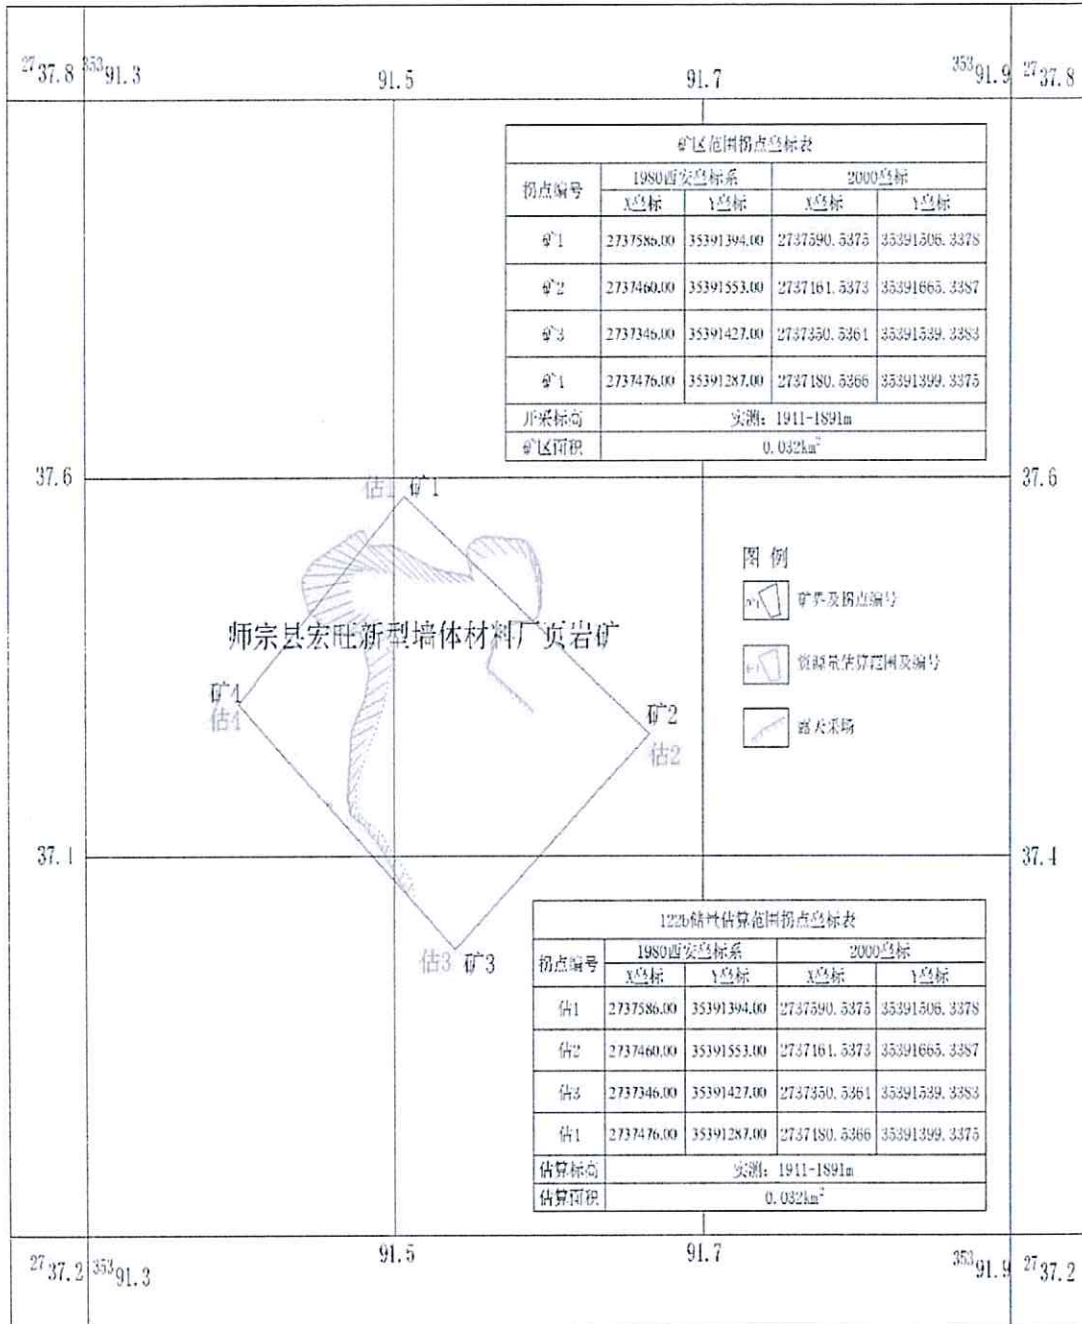 27 37.8 353 91.3 91.5 91.7 353 91.9 27 37.8
矿区范围拐点坐标表
拐点编号 1980西安坐标系 2000坐标
X坐标 Y坐标 X坐标 Y坐标
矿1 2737586.00 35391394.00 2737590.5375 35391506.3378
矿2 2737460.00 35391553.00 2737161.5373 35391665.3387
矿3 2737346.00 35391427.00 2737350.5361 35391539.3383
矿1 2737476.00 35391287.00 2737180.5366 35391399.3375
开采标高 实测：1911-1891m
矿区面积 0.032km²
37.6 37.6
估1 矿1
图 例
矿界及拐点编号
师宗县宏旺新型墙体材料厂页岩矿
资源量估算范围及编号
矿4
估4
矿2
露天采场
估2
37.1 37.4
122b储量估算范围拐点坐标表
拐点编号 1980西安坐标系 2000坐标
X坐标 Y坐标 X坐标 Y坐标
估3 矿3
估1 2737586.00 35391394.00 2737590.5375 35391506.3378
估2 2737460.00 35391553.00 2737161.5373 35391665.3387
估3 2737346.00 35391427.00 2737350.5361 35391539.3383
估1 2737476.00 35391287.00 2737180.5366 35391399.3375
估算标高 实测：1911-1891m
估算面积 0.032km²
27 37.2 353 91.3 91.5 91.7 353 91.9 27 37.2